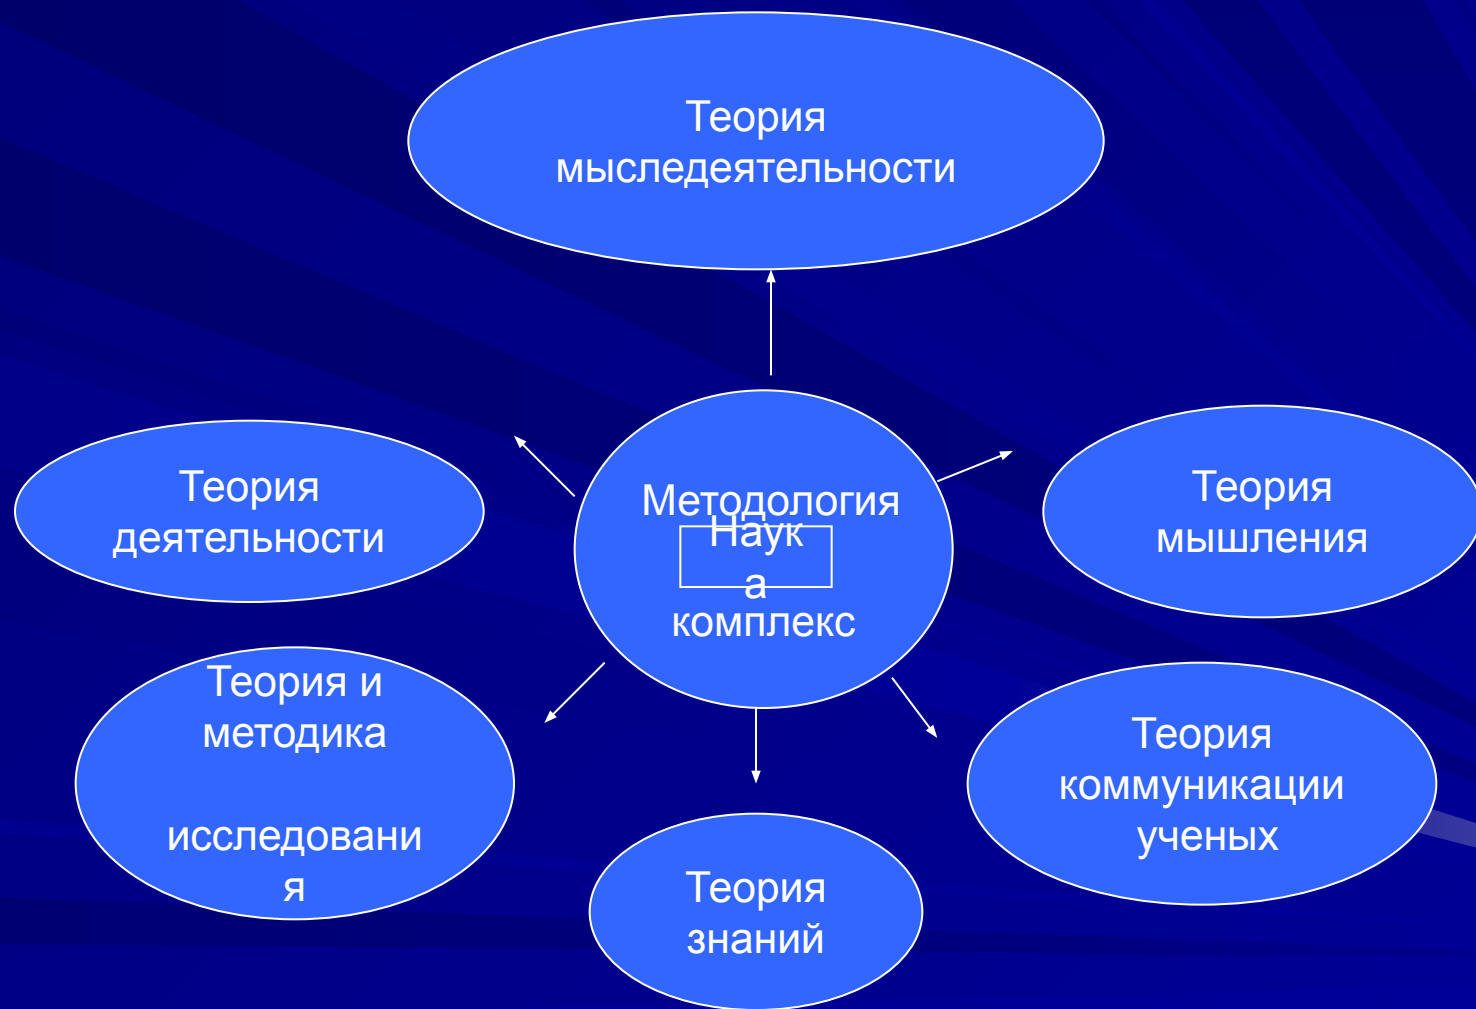 Теория
мыследеятельности
Теория
деятельности
Методология
Наук
а
комплекс
Теория
мышления
Теория и
методика
исследовани
я
Теория
коммуникации
ученых
Теория
знаний